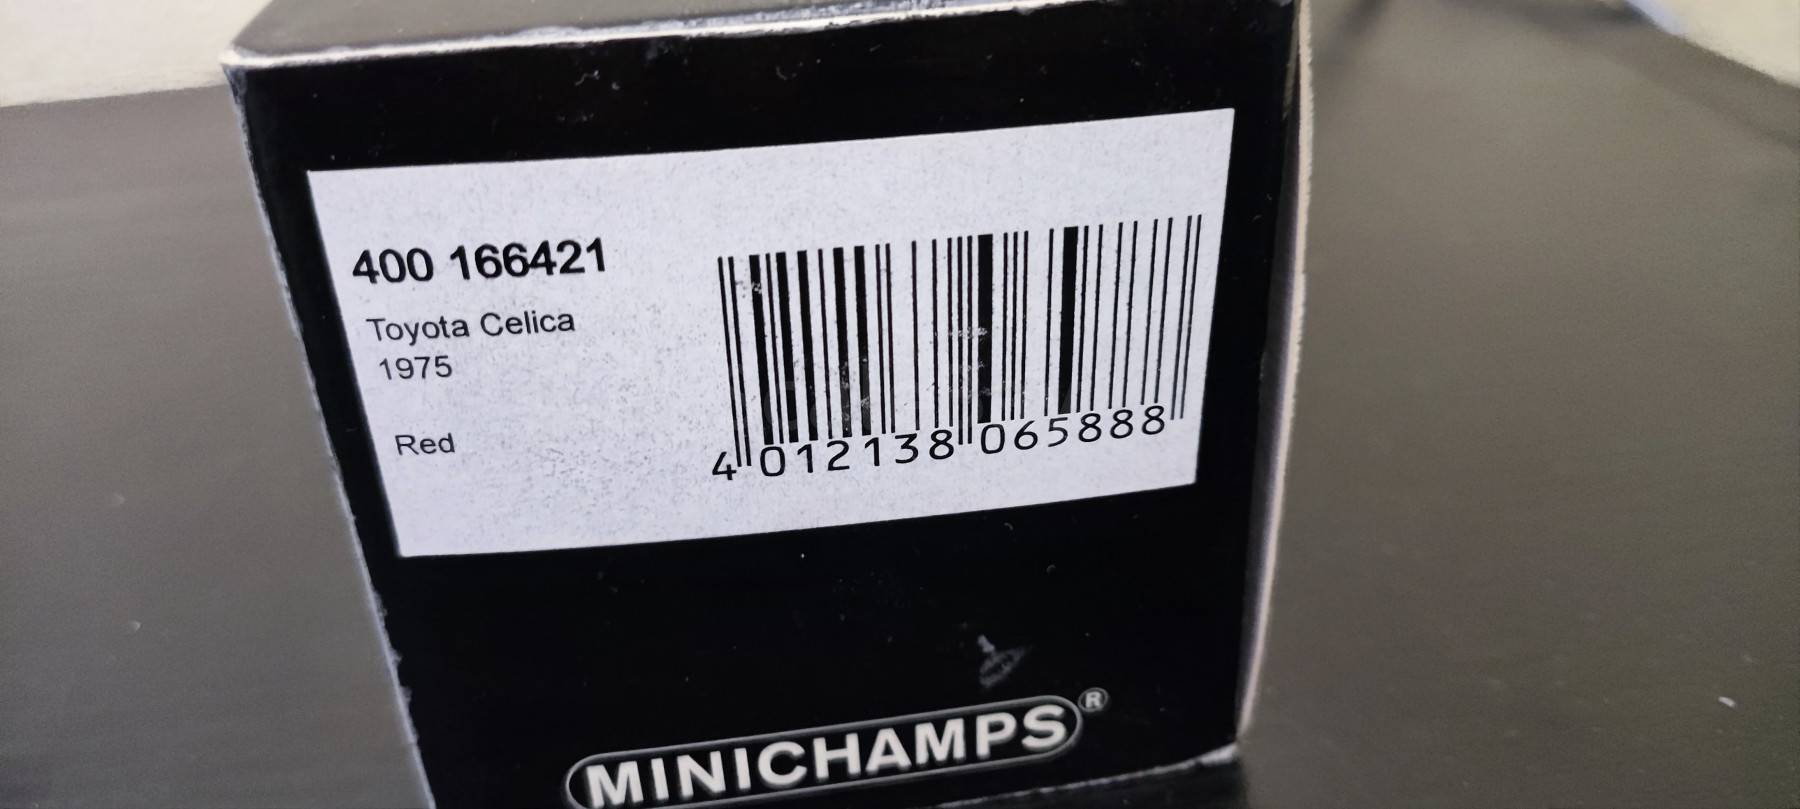 400 166421
Toyota Celica
1975
Red
4 012138 065888
MINICHAMPS®